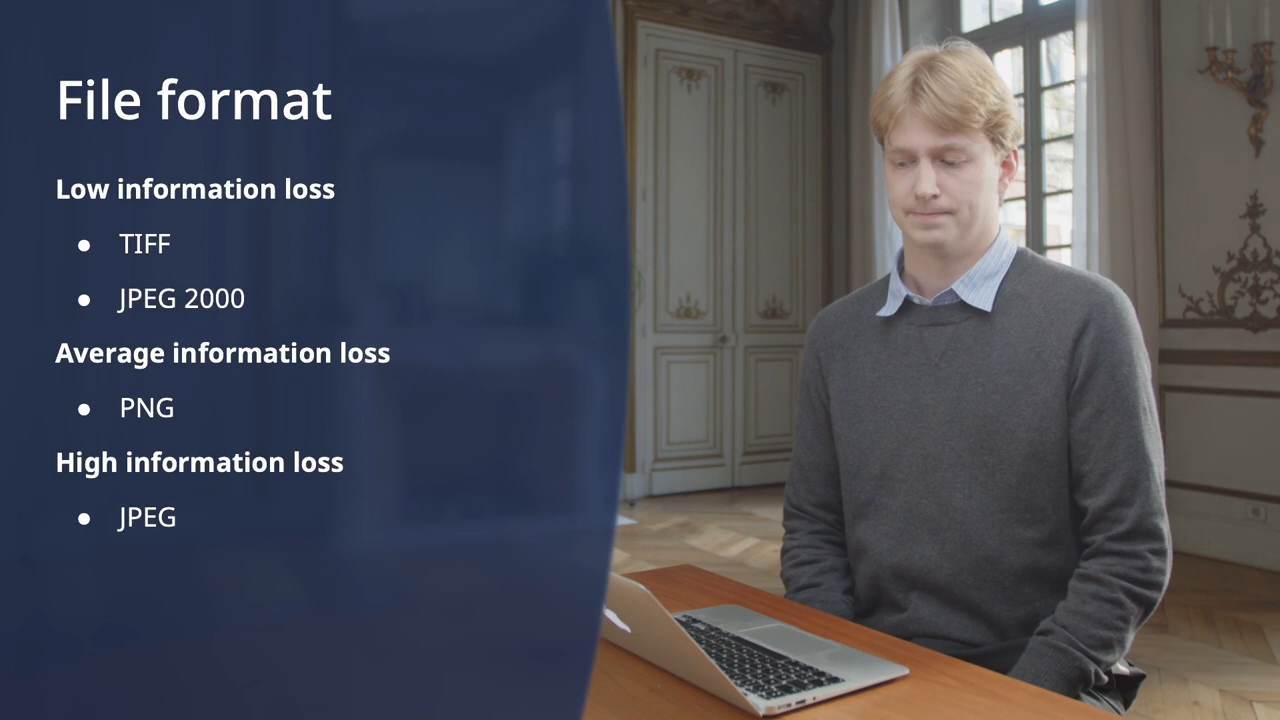 File format
Low information loss
● TIFF
● JPEG 2000
Average information loss
● PNG
High information loss
● JPEG